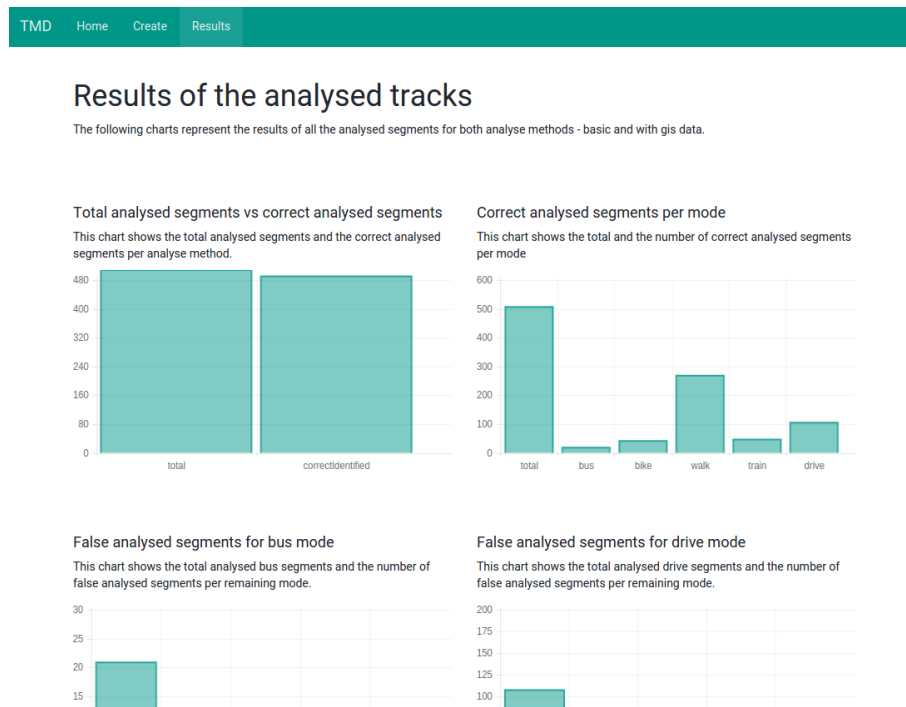 TMD Home Create Results
Results of the analysed tracks
The following charts represent the results of all the analysed segments for both analyse methods - basic and with gis data.
Total analysed segments vs correct analysed segments
This chart shows the total analysed segments and the correct analysed
segments per analyse method.
480
400
320
240
160
80
0
total correctIdentified
Correct analysed segments per mode
This chart shows the total and the number of correct analysed segments
per mode
600
500
400
300
200
100
0
total bus bike walk train drive
False analysed segments for bus mode
This chart shows the total analysed bus segments and the number of
false analysed segments per remaining mode.
30
25
20
15
False analysed segments for drive mode
This chart shows the total analysed drive segments and the number of
false analysed segments per remaining mode.
200
175
150
125
100